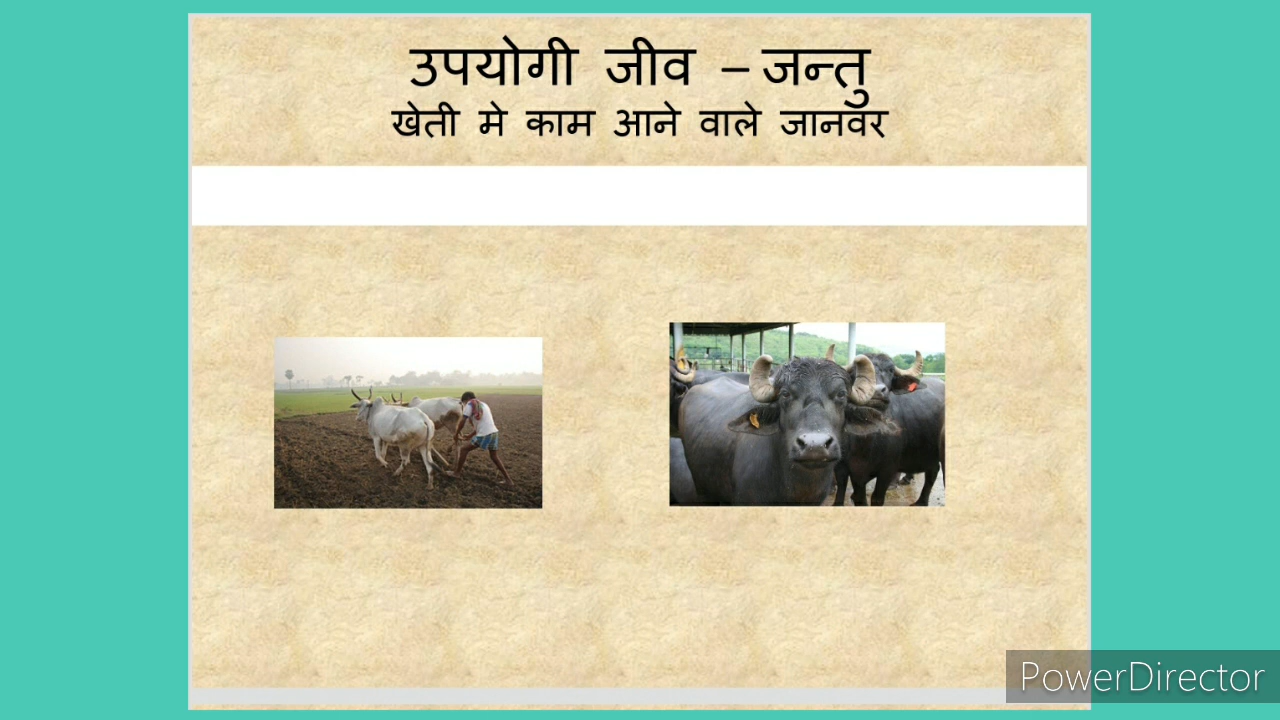 उपयोगी जीव – जन्तु
खेती मे काम आने वाले जानवर
PowerDirector